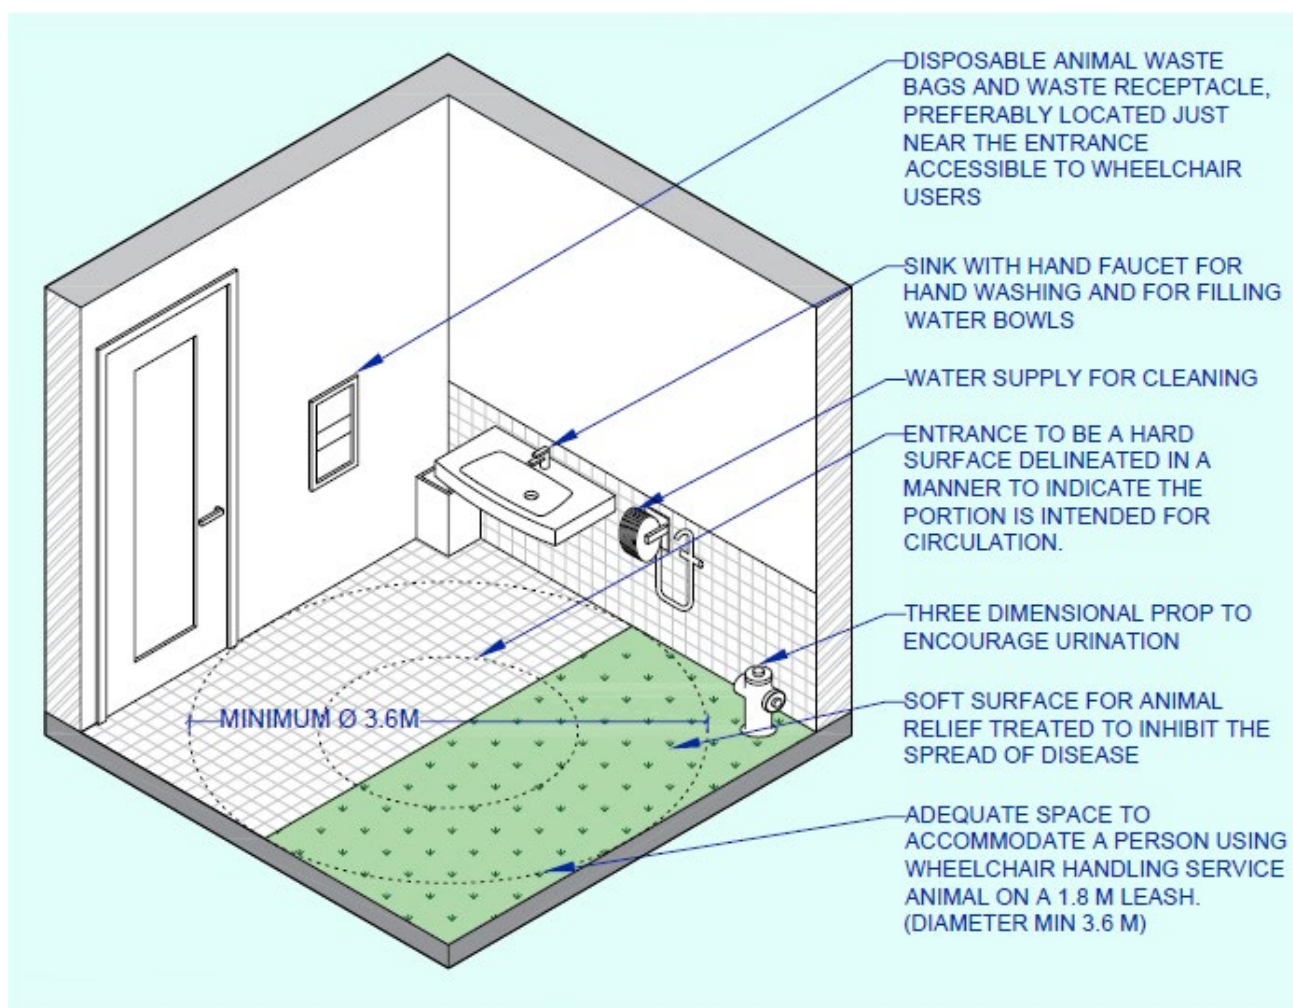 DISPOSABLE ANIMAL WASTE
BAGS AND WASTE RECEPTACLE,
PREFERABLY LOCATED JUST
NEAR THE ENTRANCE
ACCESSIBLE TO WHEELCHAIR
USERS
SINK WITH HAND FAUCET FOR
HAND WASHING AND FOR FILLING
WATER BOWLS
WATER SUPPLY FOR CLEANING
ENTRANCE TO BE A HARD
SURFACE DELINEATED IN A
MANNER TO INDICATE THE
PORTION IS INTENDED FOR
CIRCULATION.
THREE DIMENSIONAL PROP TO
ENCOURAGE URINATION
SOFT SURFACE FOR ANIMAL
RELIEF TREATED TO INHIBIT THE
SPREAD OF DISEASE
ADEQUATE SPACE TO
ACCOMMODATE A PERSON USING
WHEELCHAIR HANDLING SERVICE
ANIMAL ON A 1.8 M LEASH.
(DIAMETER MIN 3.6 M)
MINIMUM Ø 3.6M